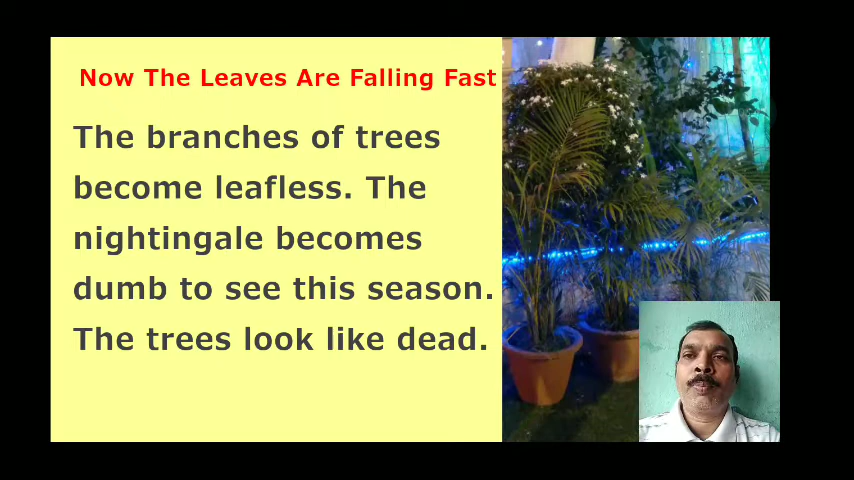 Now The Leaves Are Falling Fast
The branches of trees
become leafless. The
nightingale becomes
dumb to see this season.
The trees look like dead.